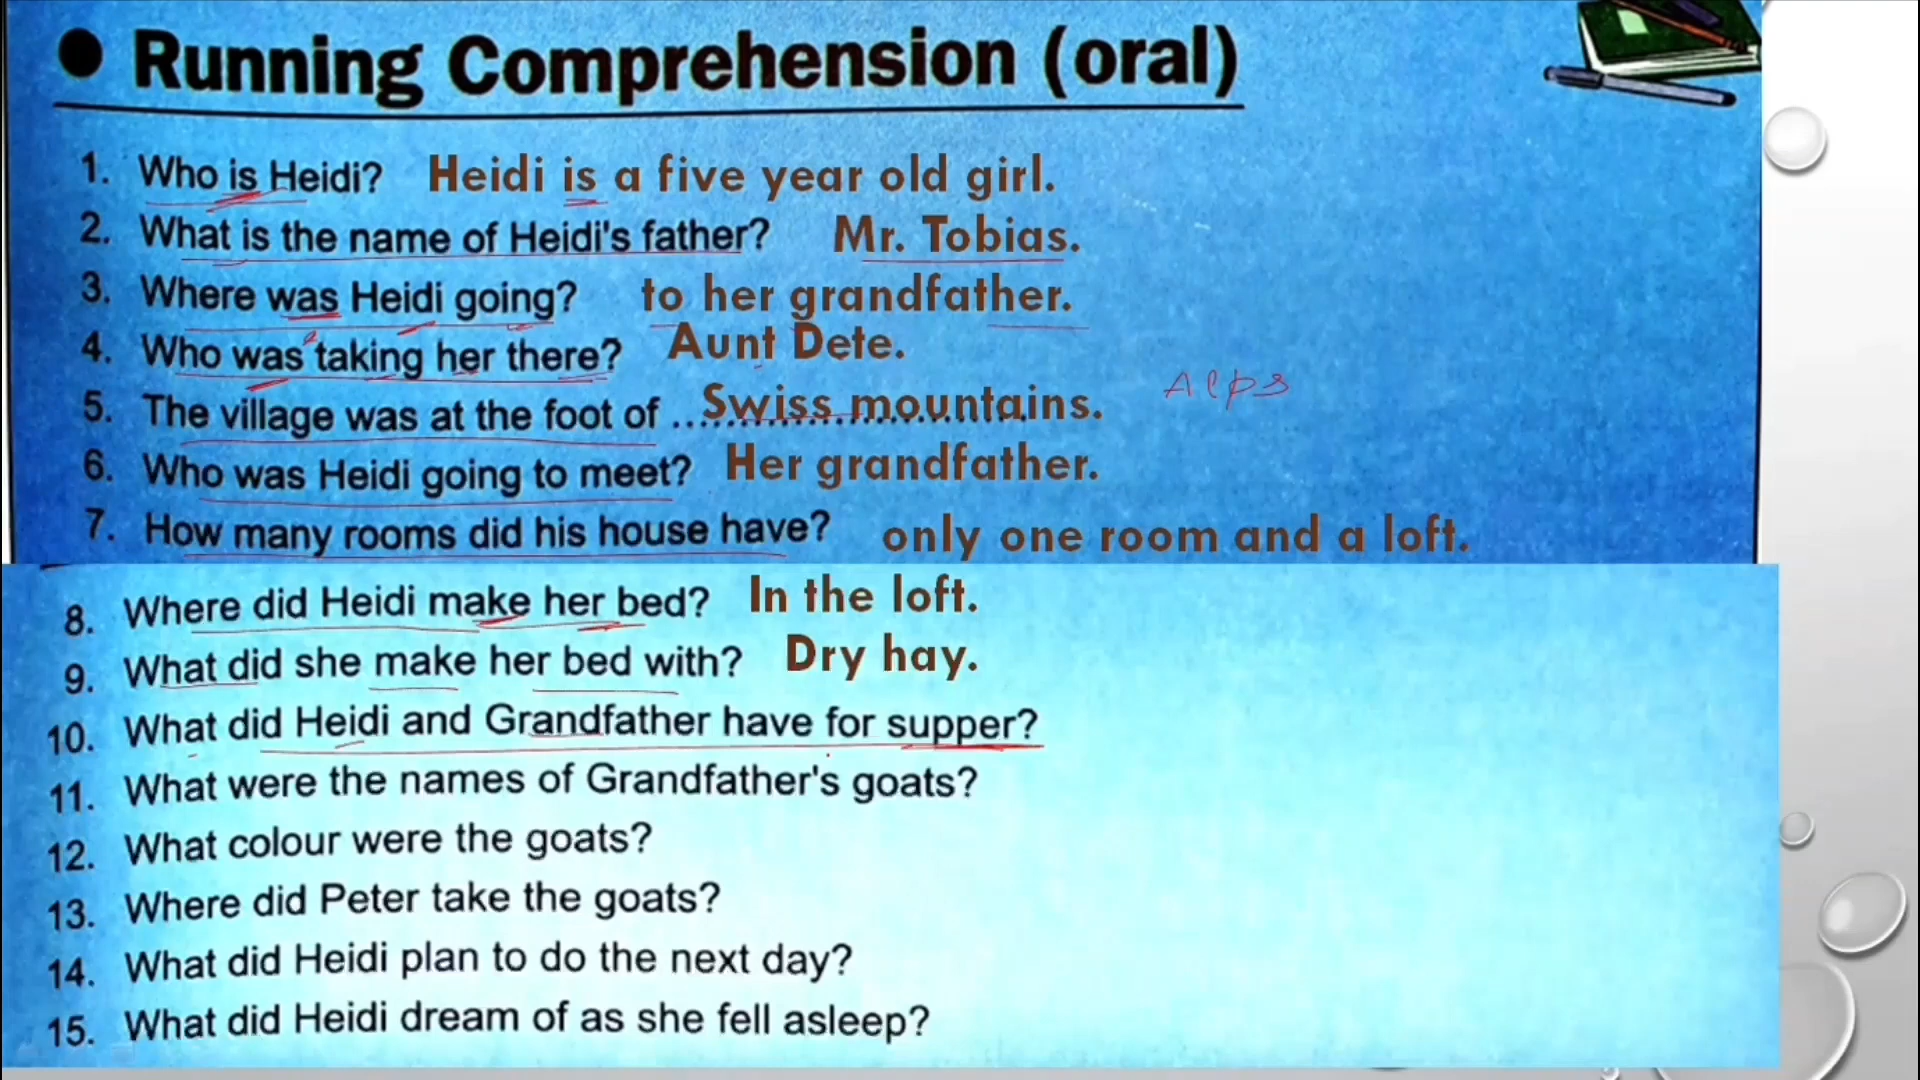 ● Running Comprehension (oral)
1. Who is Heidi? Heidi is a five year old girl.
2. What is the name of Heidi's father? Mr. Tobias.
3. Where was Heidi going? to her grandfather.
4. Who was taking her there? Aunt Dete.
Alps
5. The village was at the foot of ... Swiss mountains.
6. Who was Heidi going to meet? Her grandfather.
7. How many rooms did his house have? only one room and a loft.
8. Where did Heidi make her bed? In the loft.
9. What did she make her bed with? Dry hay.
10. What did Heidi and Grandfather have for supper?
11. What were the names of Grandfather's goats?
12. What colour were the goats?
13. Where did Peter take the goats?
14. What did Heidi plan to do the next day?
15. What did Heidi dream of as she fell asleep?